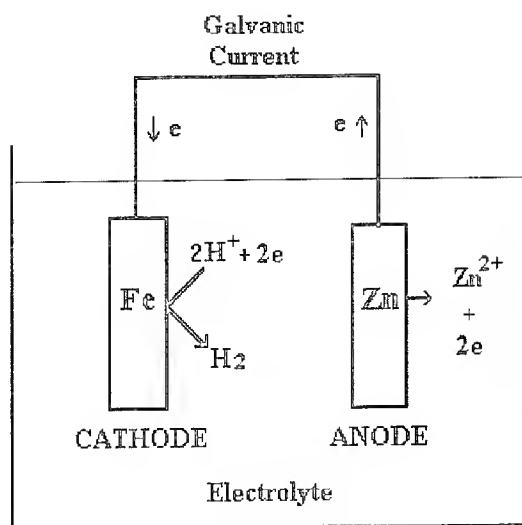 Galvanic
Current
↓ e
e ↑
2H⁺ + 2e
Fe
H2
Zn
Zn²⁺
+
2e
CATHODE
ANODE
Electrolyte